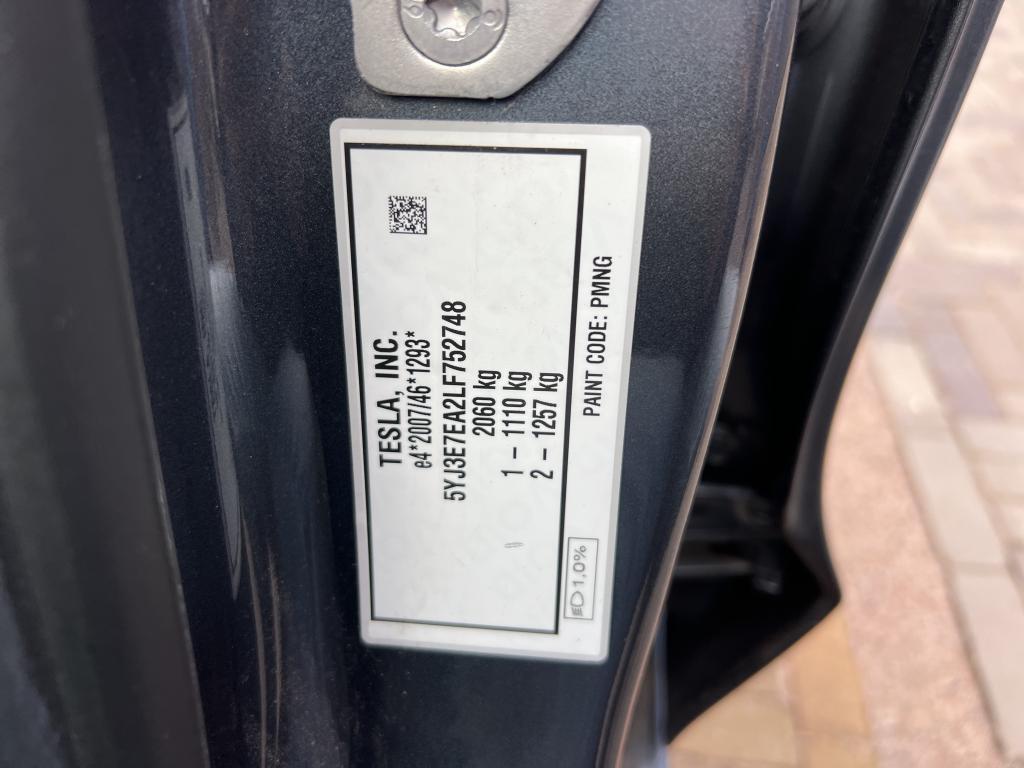 TESLA, INC.
e4*2007/46*1293*
5YJ3E7EA2LF752748
2060 kg
1 – 1110 kg
2 – 1257 kg
PAINT CODE: PMNG
1,0%